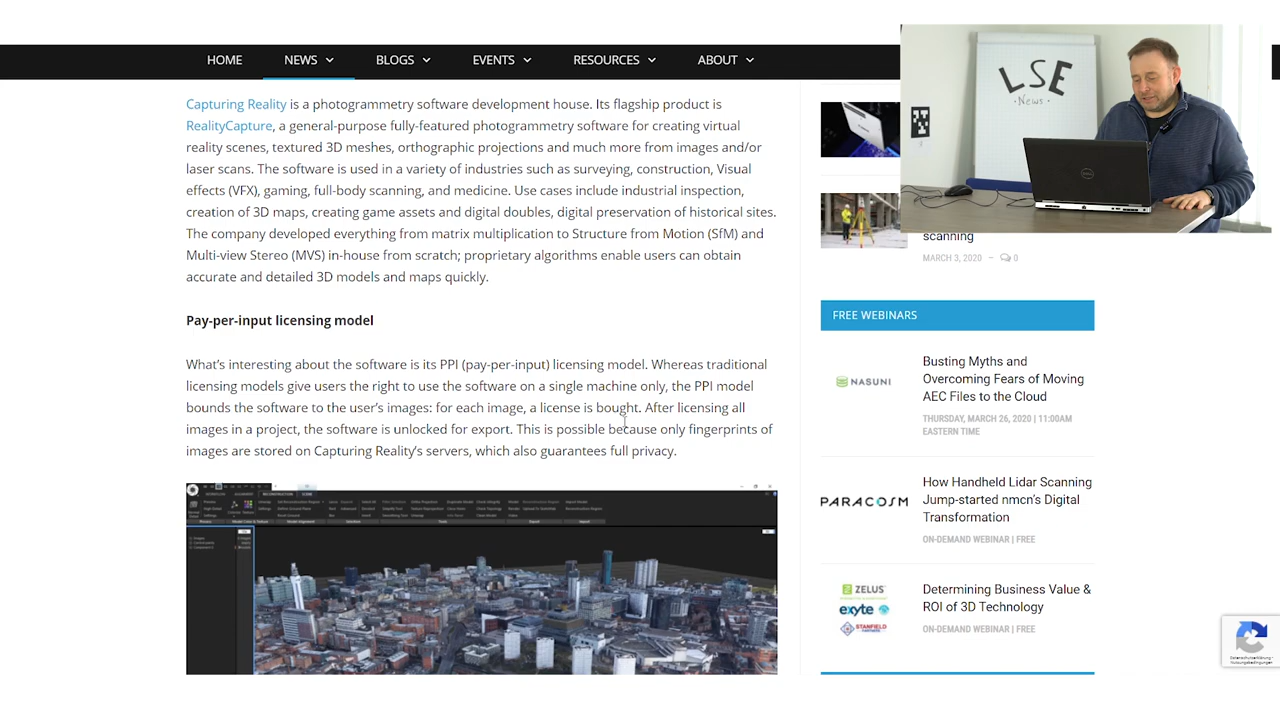 HOME
NEWS
BLOGS
EVENTS
RESOURCES
ABOUT
Capturing Reality is a photogrammetry software development house. Its flagship product is
RealityCapture, a general-purpose fully-featured photogrammetry software for creating virtual
reality scenes, textured 3D meshes, orthographic projections and much more from images and/or
laser scans. The software is used in a variety of industries such as surveying, construction, Visual
effects (VFX), gaming, full-body scanning, and medicine. Use cases include industrial inspection,
creation of 3D maps, creating game assets and digital doubles, digital preservation of historical sites.
The company developed everything from matrix multiplication to Structure from Motion (SfM) and
Multi-view Stereo (MVS) in-house from scratch; proprietary algorithms enable users can obtain
accurate and detailed 3D models and maps quickly.
Pay-per-input licensing model
What's interesting about the software is its PPI (pay-per-input) licensing model. Whereas traditional
licensing models give users the right to use the software on a single machine only, the PPI model
bounds the software to the user's images: for each image, a license is bought. After licensing all
images in a project, the software is unlocked for export. This is possible because only fingerprints of
images are stored on Capturing Reality's servers, which also guarantees full privacy.
LSE
News
DELL
scanning
MARCH 3, 2020 – 0
FREE WEBINARS
NASUNI
Busting Myths and
Overcoming Fears of Moving
AEC Files to the Cloud
THURSDAY, MARCH 26, 2020 | 11:00AM
EASTERN TIME
PARACOSM
How Handheld Lidar Scanning
Jump-started nmcn's Digital
Transformation
ON-DEMAND WEBINAR | FREE
ZELUS
exyte
STANFIELD
Determining Business Value &
ROI of 3D Technology
ON-DEMAND WEBINAR | FREE